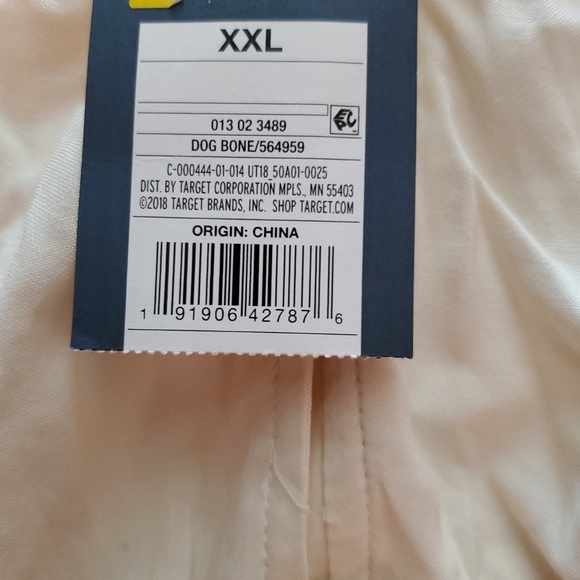 XXL
013 02 3489
DOG BONE/564959
C-000444-01-014 UT18_50A01-0025
DIST. BY TARGET CORPORATION MPLS., MN 55403
©2018 TARGET BRANDS, INC. SHOP TARGET.COM
ORIGIN: CHINA
1 91906 42787 6